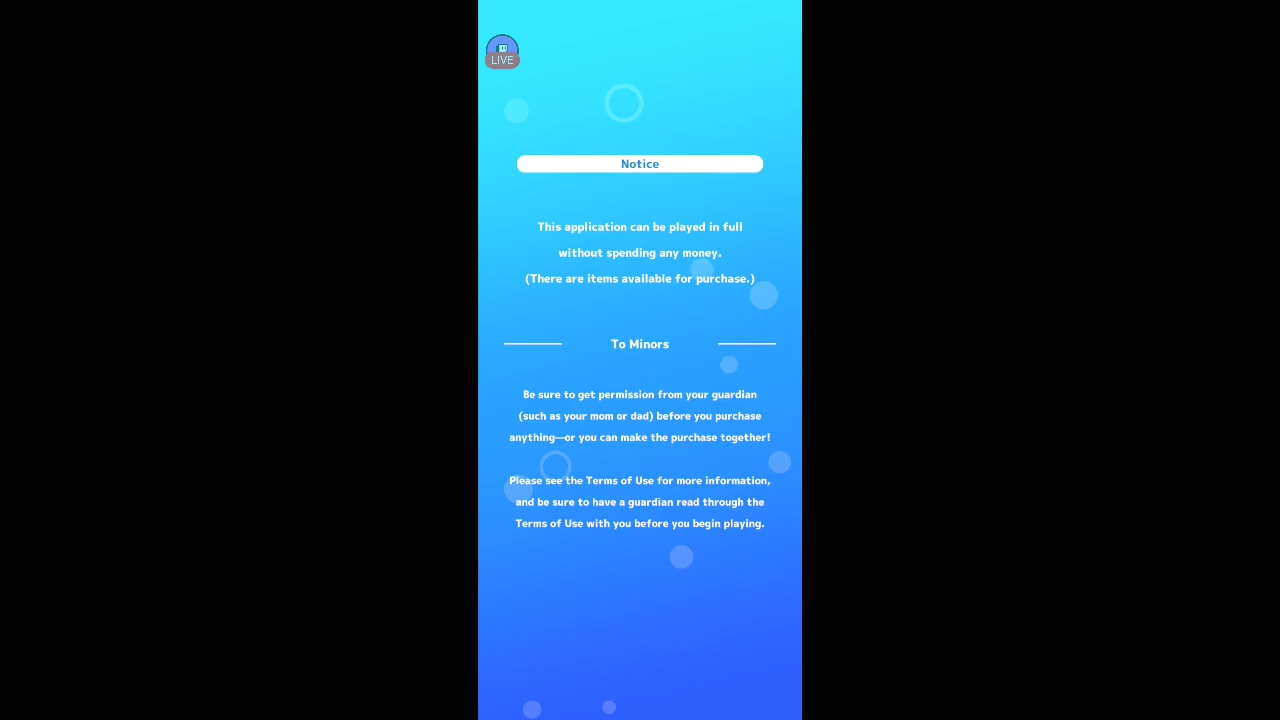 LIVE
Notice
This application can be played in full
without spending any money.
(There are items available for purchase.)
To Minors
Be sure to get permission from your guardian
(such as your mom or dad) before you purchase
anything—or you can make the purchase together!
Please see the Terms of Use for more information,
and be sure to have a guardian read through the
Terms of Use with you before you begin playing.